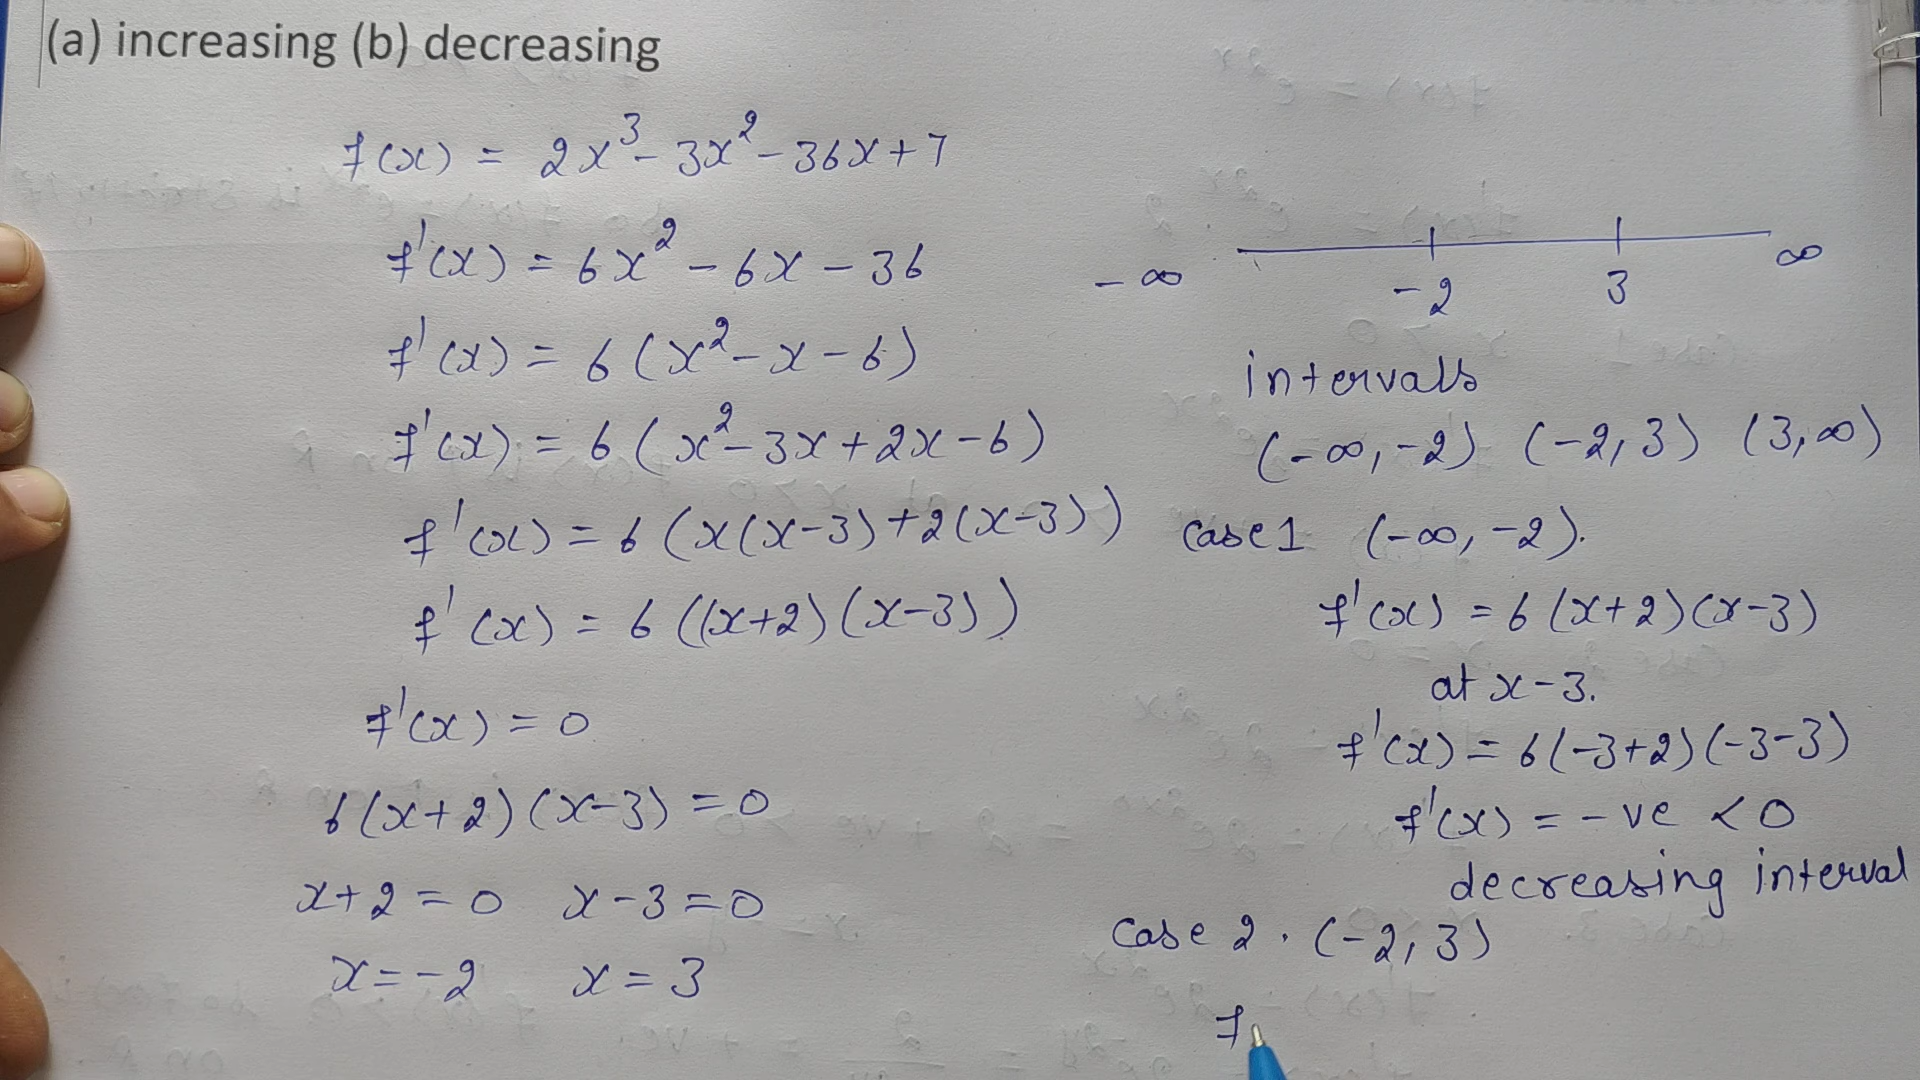 (a) increasing (b) decreasing
f(x) = 2x³ - 3x² - 36x + 7
f'(x) = 6x² - 6x - 36
f'(x) = 6(x² - x - 6)
f'(x) = 6(x² - 3x + 2x - 6)
f'(x) = 6(x(x-3) + 2(x-3))
f'(x) = 6((x+2)(x-3))
f'(x) = 0
6(x+2)(x-3) = 0
x+2 = 0 x-3 = 0
x = -2 x = 3
-∞ -2 3 ∞
intervals
(-∞, -2) (-2, 3) (3, ∞)
case 1 (-∞, -2).
f'(x) = 6(x+2)(x-3)
at x-3.
f'(x) = 6(-3+2)(-3-3)
f'(x) = -ve < 0
decreasing interval
case 2. (-2, 3)
f